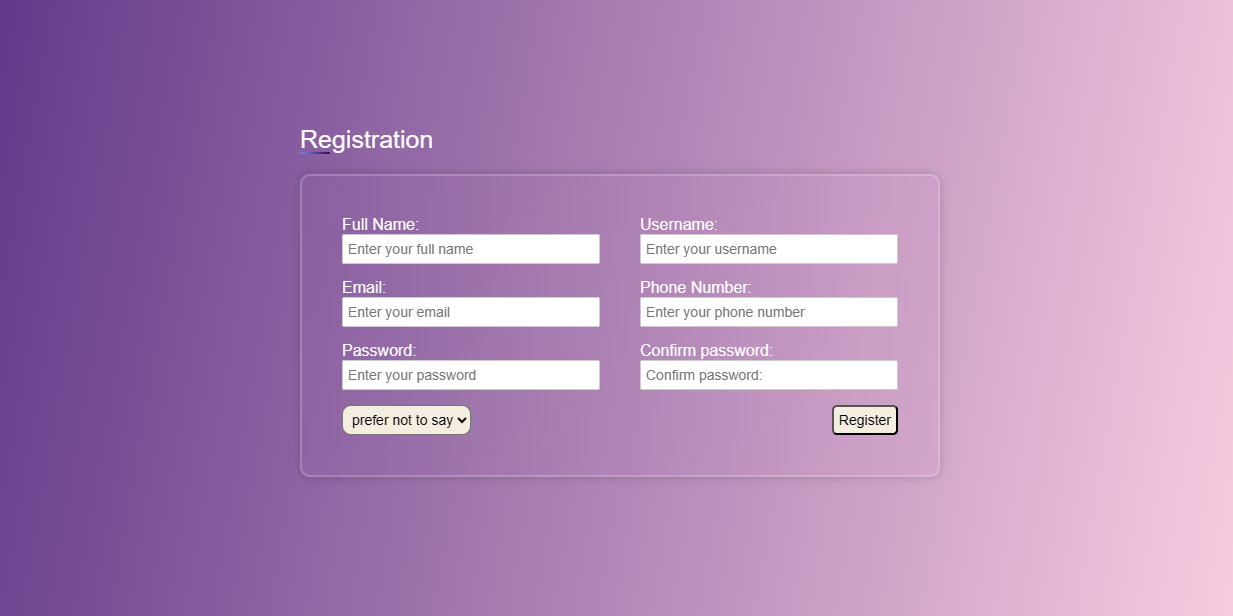 Registration
Full Name:
Username:
Enter your full name
Enter your username
Email:
Phone Number:
Enter your email
Enter your phone number
Password:
Confirm password:
Enter your password
Confirm password:
prefer not to say
Register